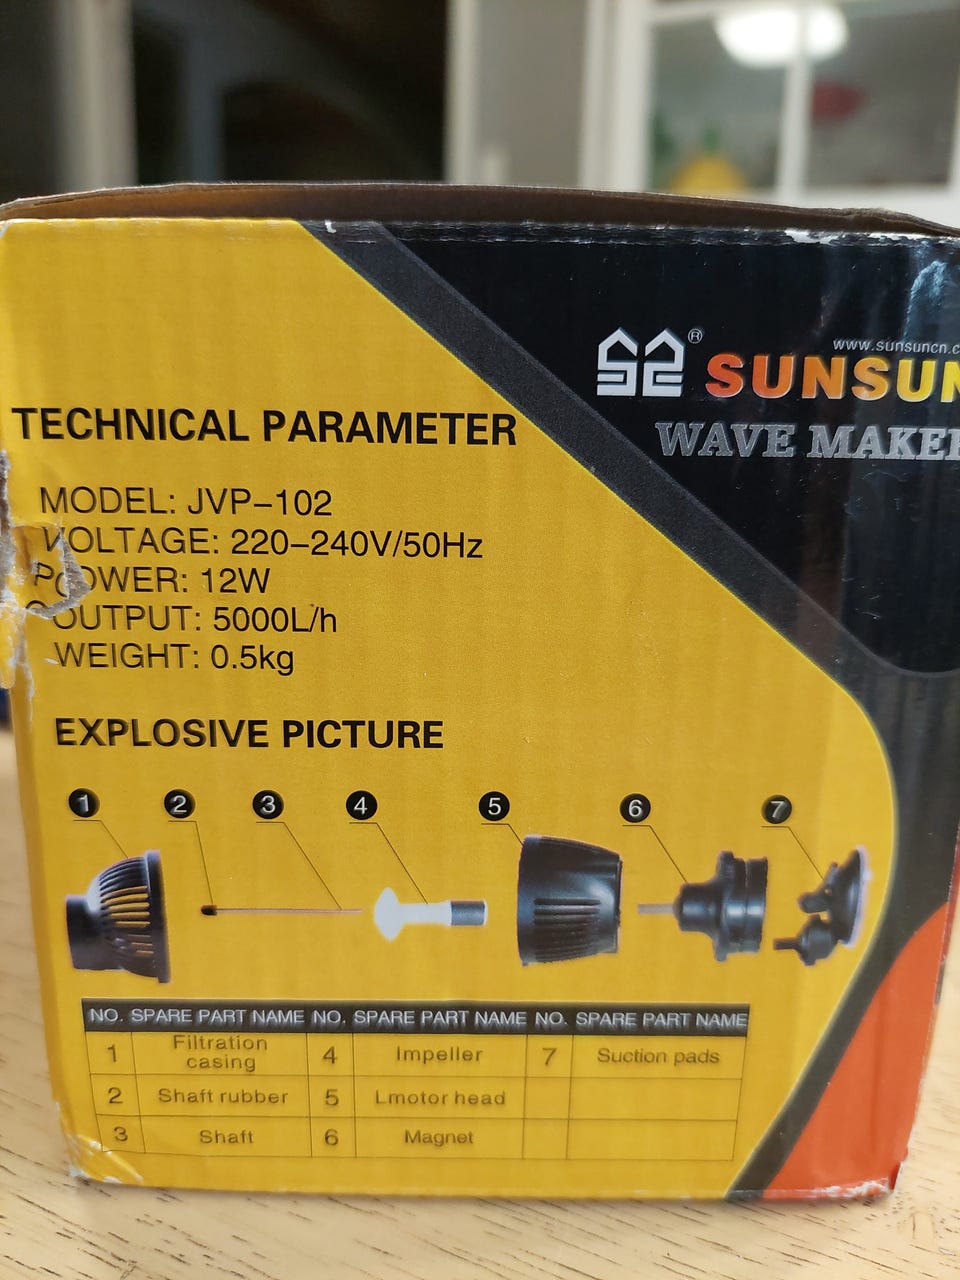 www.sunsuncn.c
® SUNSUN
WAVE MAKER
TECHNICAL PARAMETER
MODEL: JVP-102
VOLTAGE: 220-240V/50Hz
POWER: 12W
OUTPUT: 5000L/h
WEIGHT: 0.5kg
EXPLOSIVE PICTURE
1 2 3 4 5 6 7
NO. SPARE PART NAME NO. SPARE PART NAME NO. SPARE PART NAME
1 Filtration casing 4 Impeller 7 Suction pads
2 Shaft rubber 5 Lmotor head
3 Shaft 6 Magnet